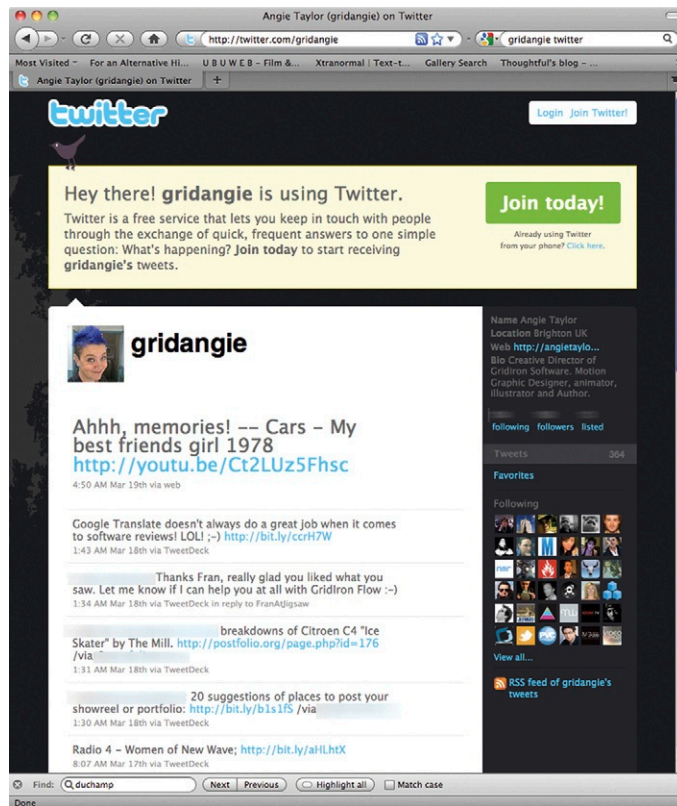 Angie Taylor (gridangie) on Twitter
http://twitter.com/gridangie
gridangie twitter
Most Visited For an Alternative Hi... U B U W E B – Film &... Xtranormal | Text-t... Gallery Search Thoughtful's blog – ...
Angie Taylor (gridangie) on Twitter
twitter
Login Join Twitter!
Hey there! gridangie is using Twitter.
Twitter is a free service that lets you keep in touch with people
through the exchange of quick, frequent answers to one simple
question: What's happening? Join today to start receiving
gridangie's tweets.
Join today!
Already using Twitter
from your phone? Click here.
gridangie
Ahhh, memories! -- Cars – My
best friends girl 1978
http://youtu.be/Ct2LUz5Fhsc
4:50 AM Mar 19th via web
Google Translate doesn't always do a great job when it comes
to software reviews! LOL! ;-) http://bit.ly/ccrH7W
1:43 AM Mar 18th via TweetDeck
Thanks Fran, really glad you liked what you
saw. Let me know if I can help you at all with GridIron Flow :-)
1:34 AM Mar 18th via TweetDeck in reply to FranAtJigsaw
breakdowns of Citroen C4 "Ice
Skater" by The Mill. http://postfolio.org/page.php?id=176
/via
1:31 AM Mar 18th via TweetDeck
20 suggestions of places to post your
showreel or portfolio: http://bit.ly/b1s1fS /via
1:30 AM Mar 18th via TweetDeck
Radio 4 – Women of New Wave; http://bit.ly/aHLhtX
8:07 AM Mar 17th via TweetDeck
Name Angie Taylor
Location Brighton UK
Web http://angietaylo...
Bio Creative Director of
Gridiron Software. Motion
Graphic Designer, animator,
illustrator and Author.
following followers listed
Tweets 364
Favorites
Following
View all...
RSS feed of gridangie's
tweets
Find: duchamp Next Previous Highlight all Match case
Done